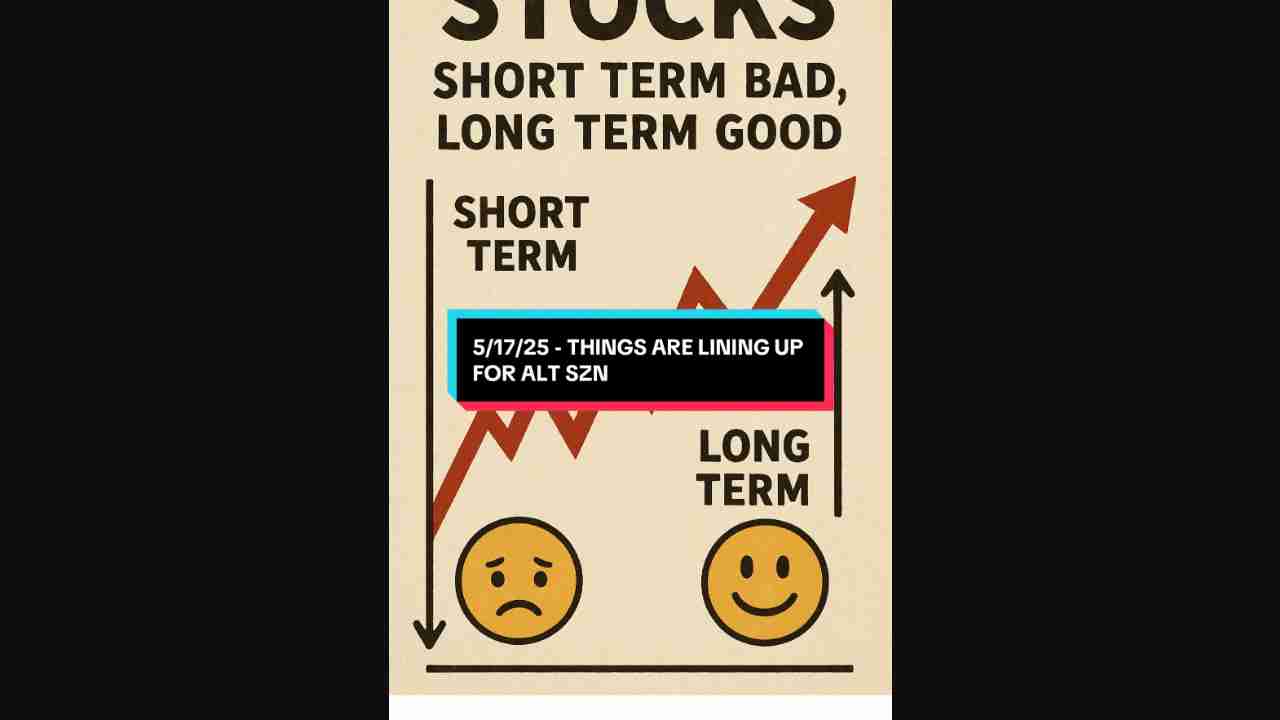 STOCKS
SHORT TERM BAD,
LONG TERM GOOD
SHORT
TERM
5/17/25 - THINGS ARE LINING UP
FOR ALT SZN
LONG
TERM